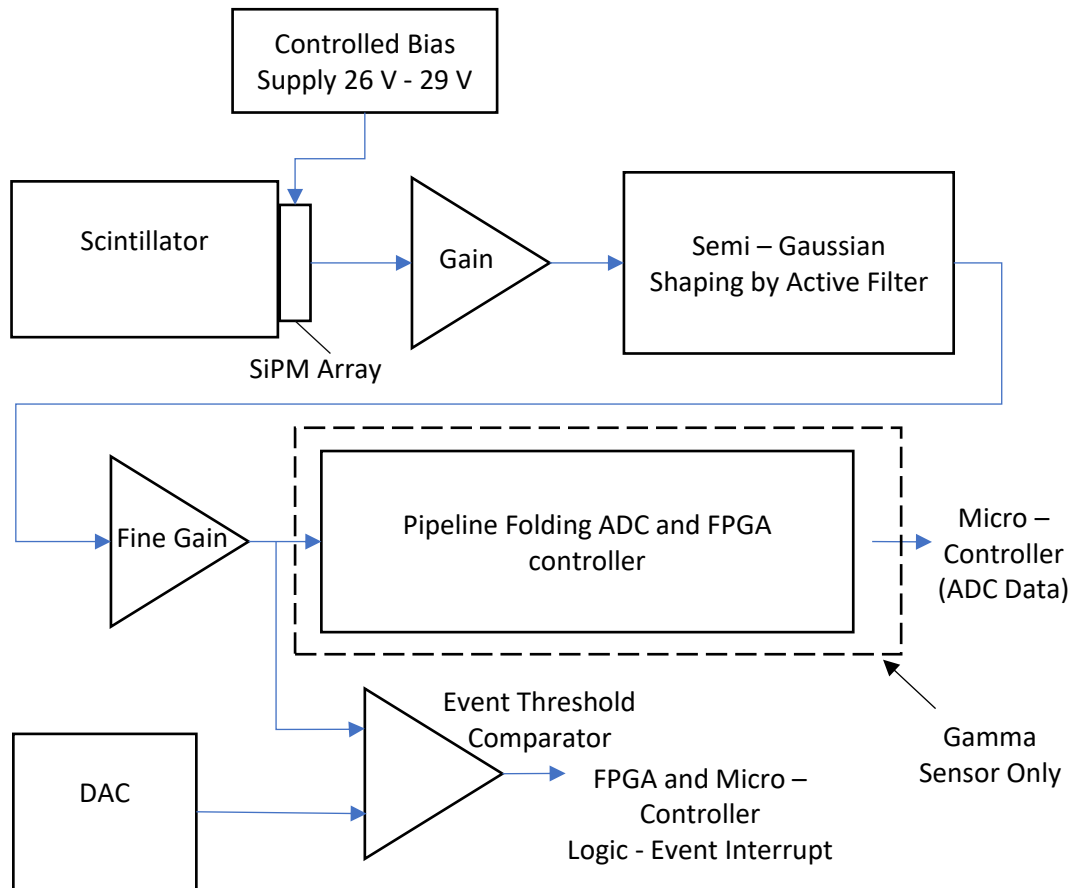 Controlled Bias
Supply 26 V - 29 V
Scintillator
Gain
Semi – Gaussian
Shaping by Active Filter
SiPM Array
Fine Gain
Pipeline Folding ADC and FPGA
controller
Micro –
Controller
(ADC Data)
Event Threshold
Comparator
Gamma
Sensor Only
DAC
FPGA and Micro –
Controller
Logic - Event Interrupt